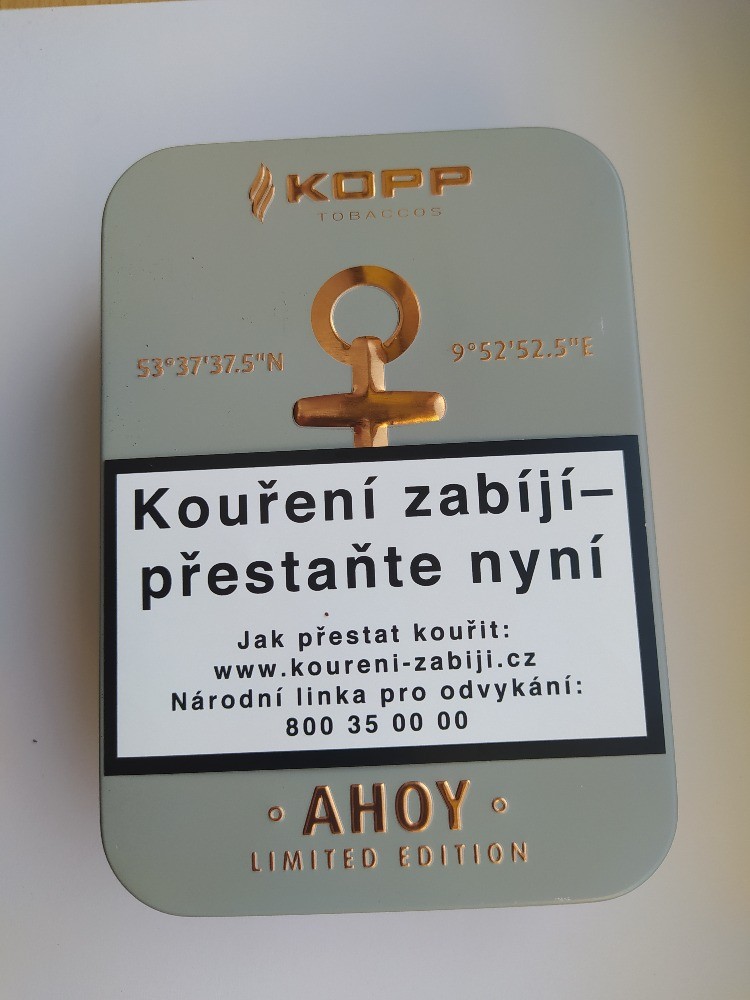 KOPP
TOBACCOS
53°37'37.5"N 9°52'52.5"E
Kouření zabíjí–
přestaňte nyní
Jak přestat kouřit:
www.koureni-zabiji.cz
Národní linka pro odvykání:
800 35 00 00
AHOY
LIMITED EDITION